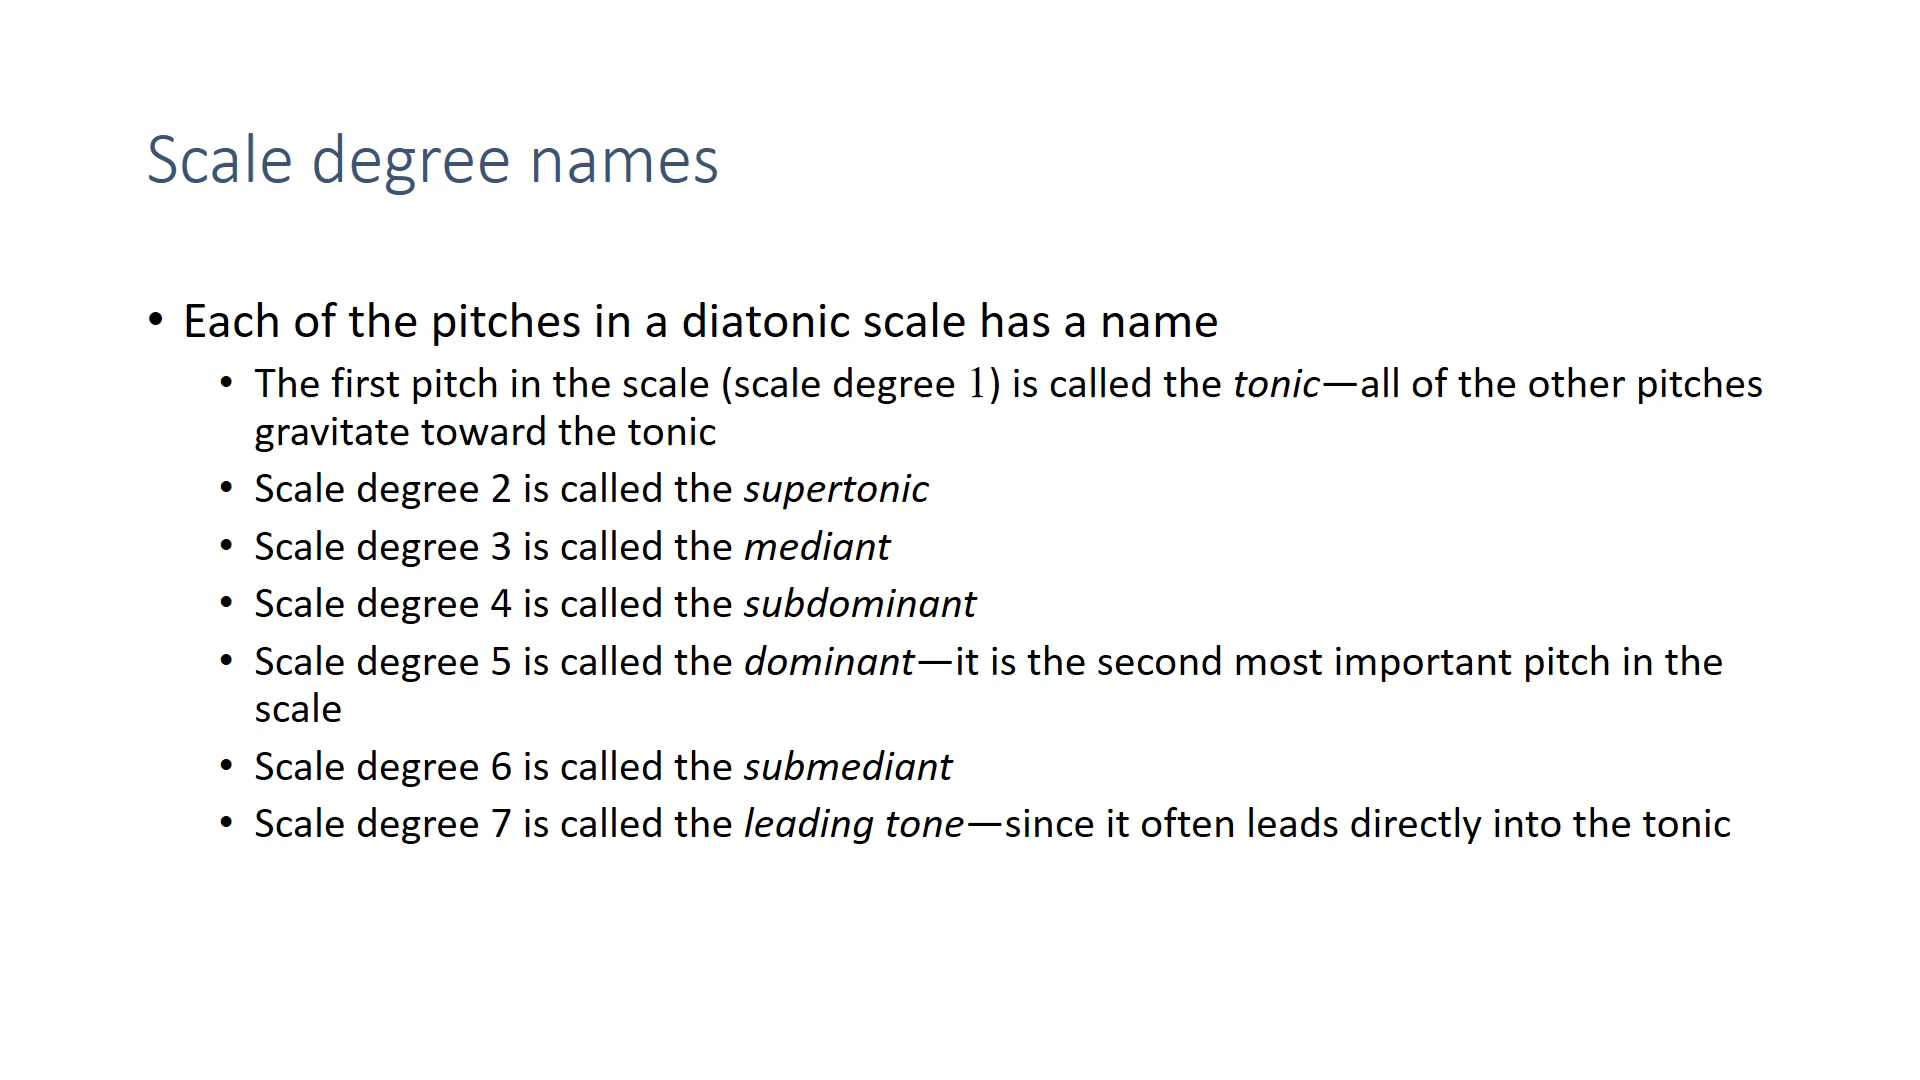 Scale degree names
• Each of the pitches in a diatonic scale has a name
• The first pitch in the scale (scale degree 1) is called the tonic—all of the other pitches
gravitate toward the tonic
• Scale degree 2 is called the supertonic
• Scale degree 3 is called the mediant
• Scale degree 4 is called the subdominant
• Scale degree 5 is called the dominant—it is the second most important pitch in the
scale
• Scale degree 6 is called the submediant
• Scale degree 7 is called the leading tone—since it often leads directly into the tonic